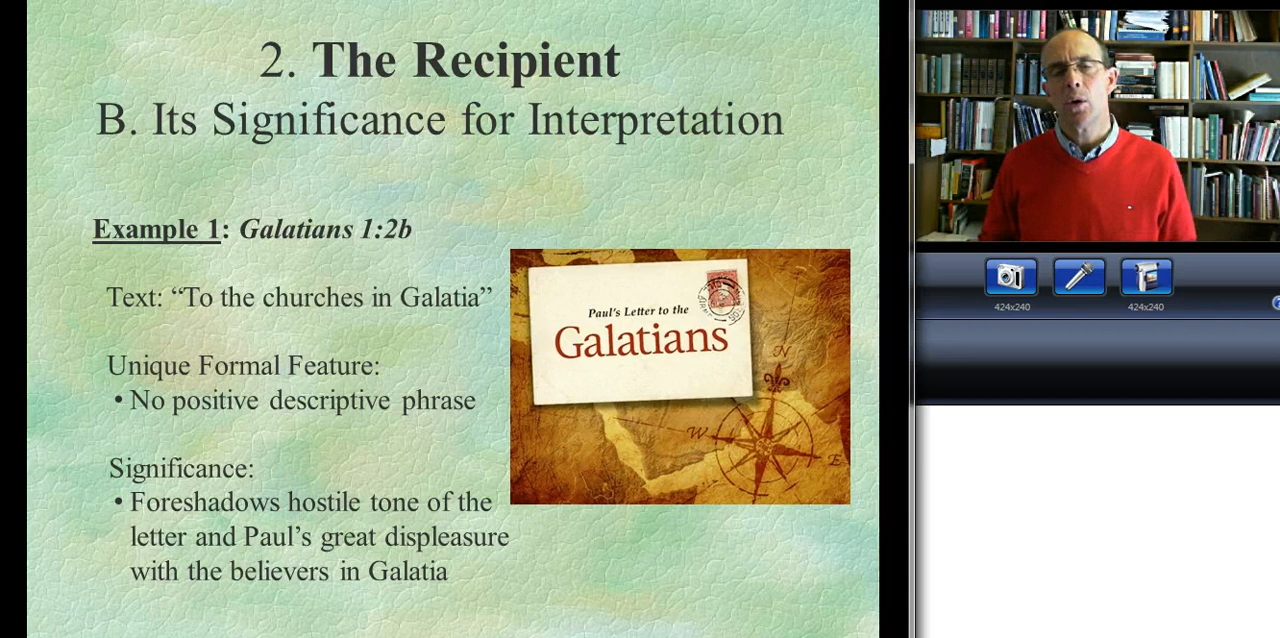 2. The Recipient
B. Its Significance for Interpretation
Example 1: Galatians 1:2b
Text: “To the churches in Galatia”
Unique Formal Feature:
• No positive descriptive phrase
Significance:
• Foreshadows hostile tone of the
letter and Paul’s great displeasure
with the believers in Galatia
Paul's Letter to the
Galatians
N
W
E
424x240
424x240